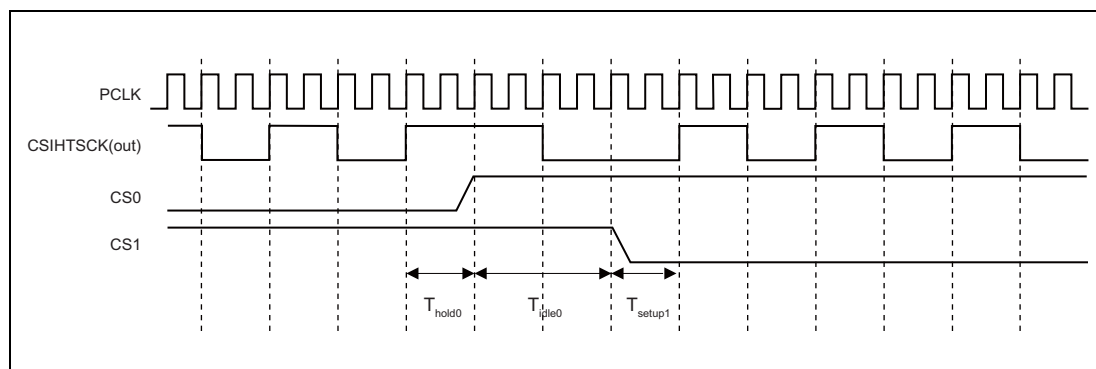 PCLK
CSIHTSCK(out)
CS0
CS1
Thold0 Tidle0 Tsetup1